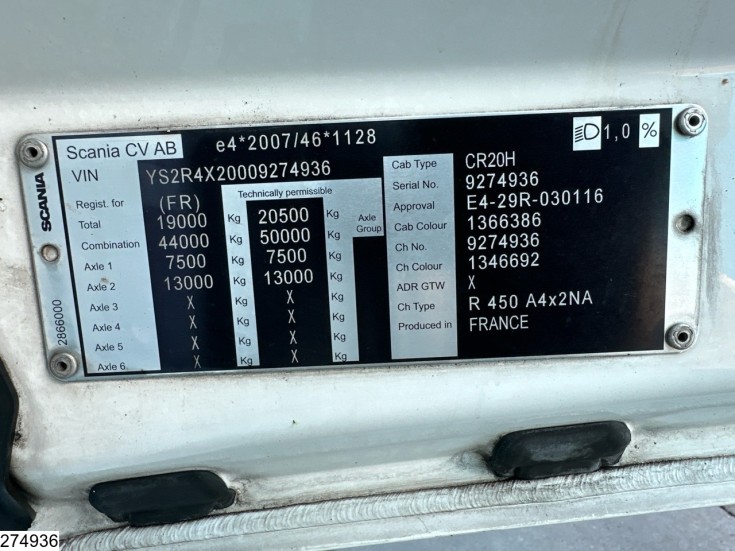 Scania CV AB e4*2007/46*1128 1,0 %
VIN YS2R4X20009274936
Technically permissible
Regist. for (FR)
Total 19000 Kg 20500 Kg Axle Group
Combination 44000 Kg 50000 Kg
Axle 1 7500 Kg 7500 Kg
Axle 2 13000 Kg 13000 Kg
Axle 3 X Kg X Kg
Axle 4 X Kg X Kg
Axle 5 X Kg X Kg
Axle 6 X Kg X Kg
Cab Type CR20H
Serial No. 9274936
Approval E4-29R-030116
Cab Colour 1366386
Ch No. 9274936
Ch Colour 1346692
ADR GTW X
Ch Type R 450 A4x2NA
Produced in FRANCE
SCANIA
2866000
274936